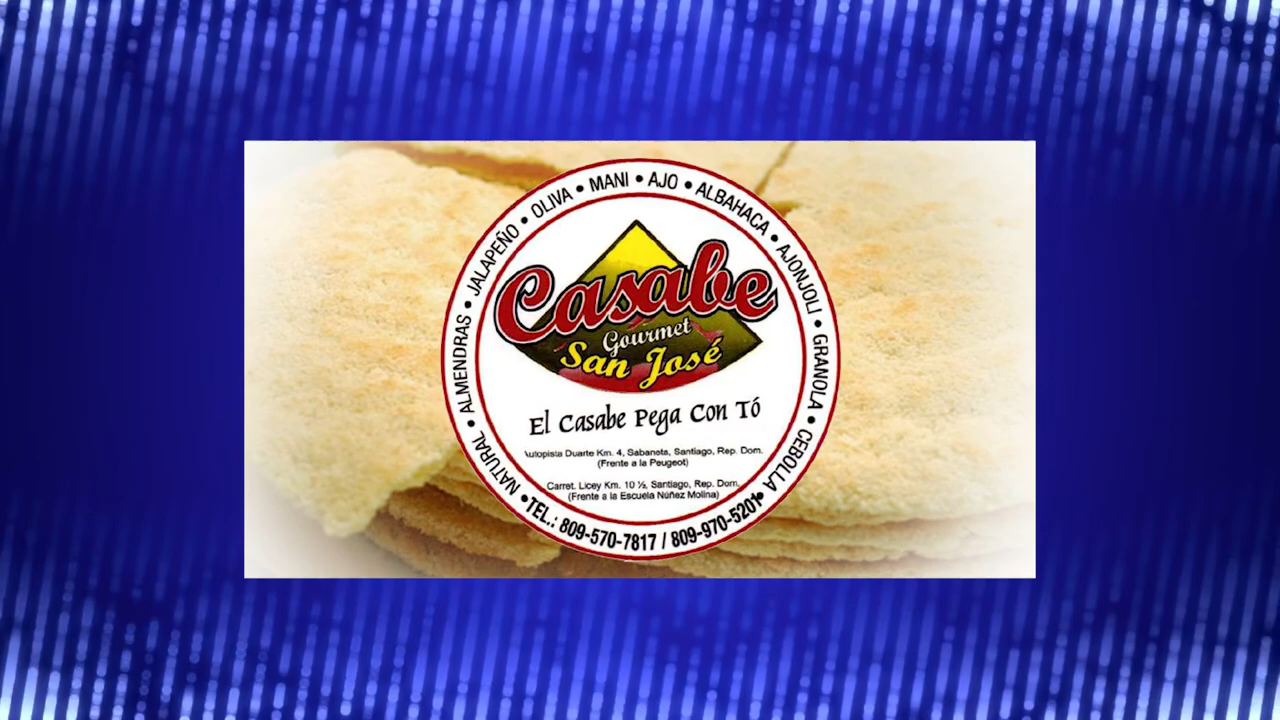 NATURAL • ALMENDRAS • JALAPEÑO • OLIVA • MANI • AJO • ALBAHACA • AJONJOLI • GRANOLA • CEBOLLA
Casabe
Gourmet
San José
El Casabe Pega Con Tó
Autopista Duarte Km. 4, Sabaneta, Santiago, Rep. Dom.
(Frente a la Peugeot)
Carret. Licey Km. 10 ½, Santiago, Rep. Dom.
(Frente a la Escuela Núñez Molina)
• TEL.: 809-570-7817 / 809-970-5201 •